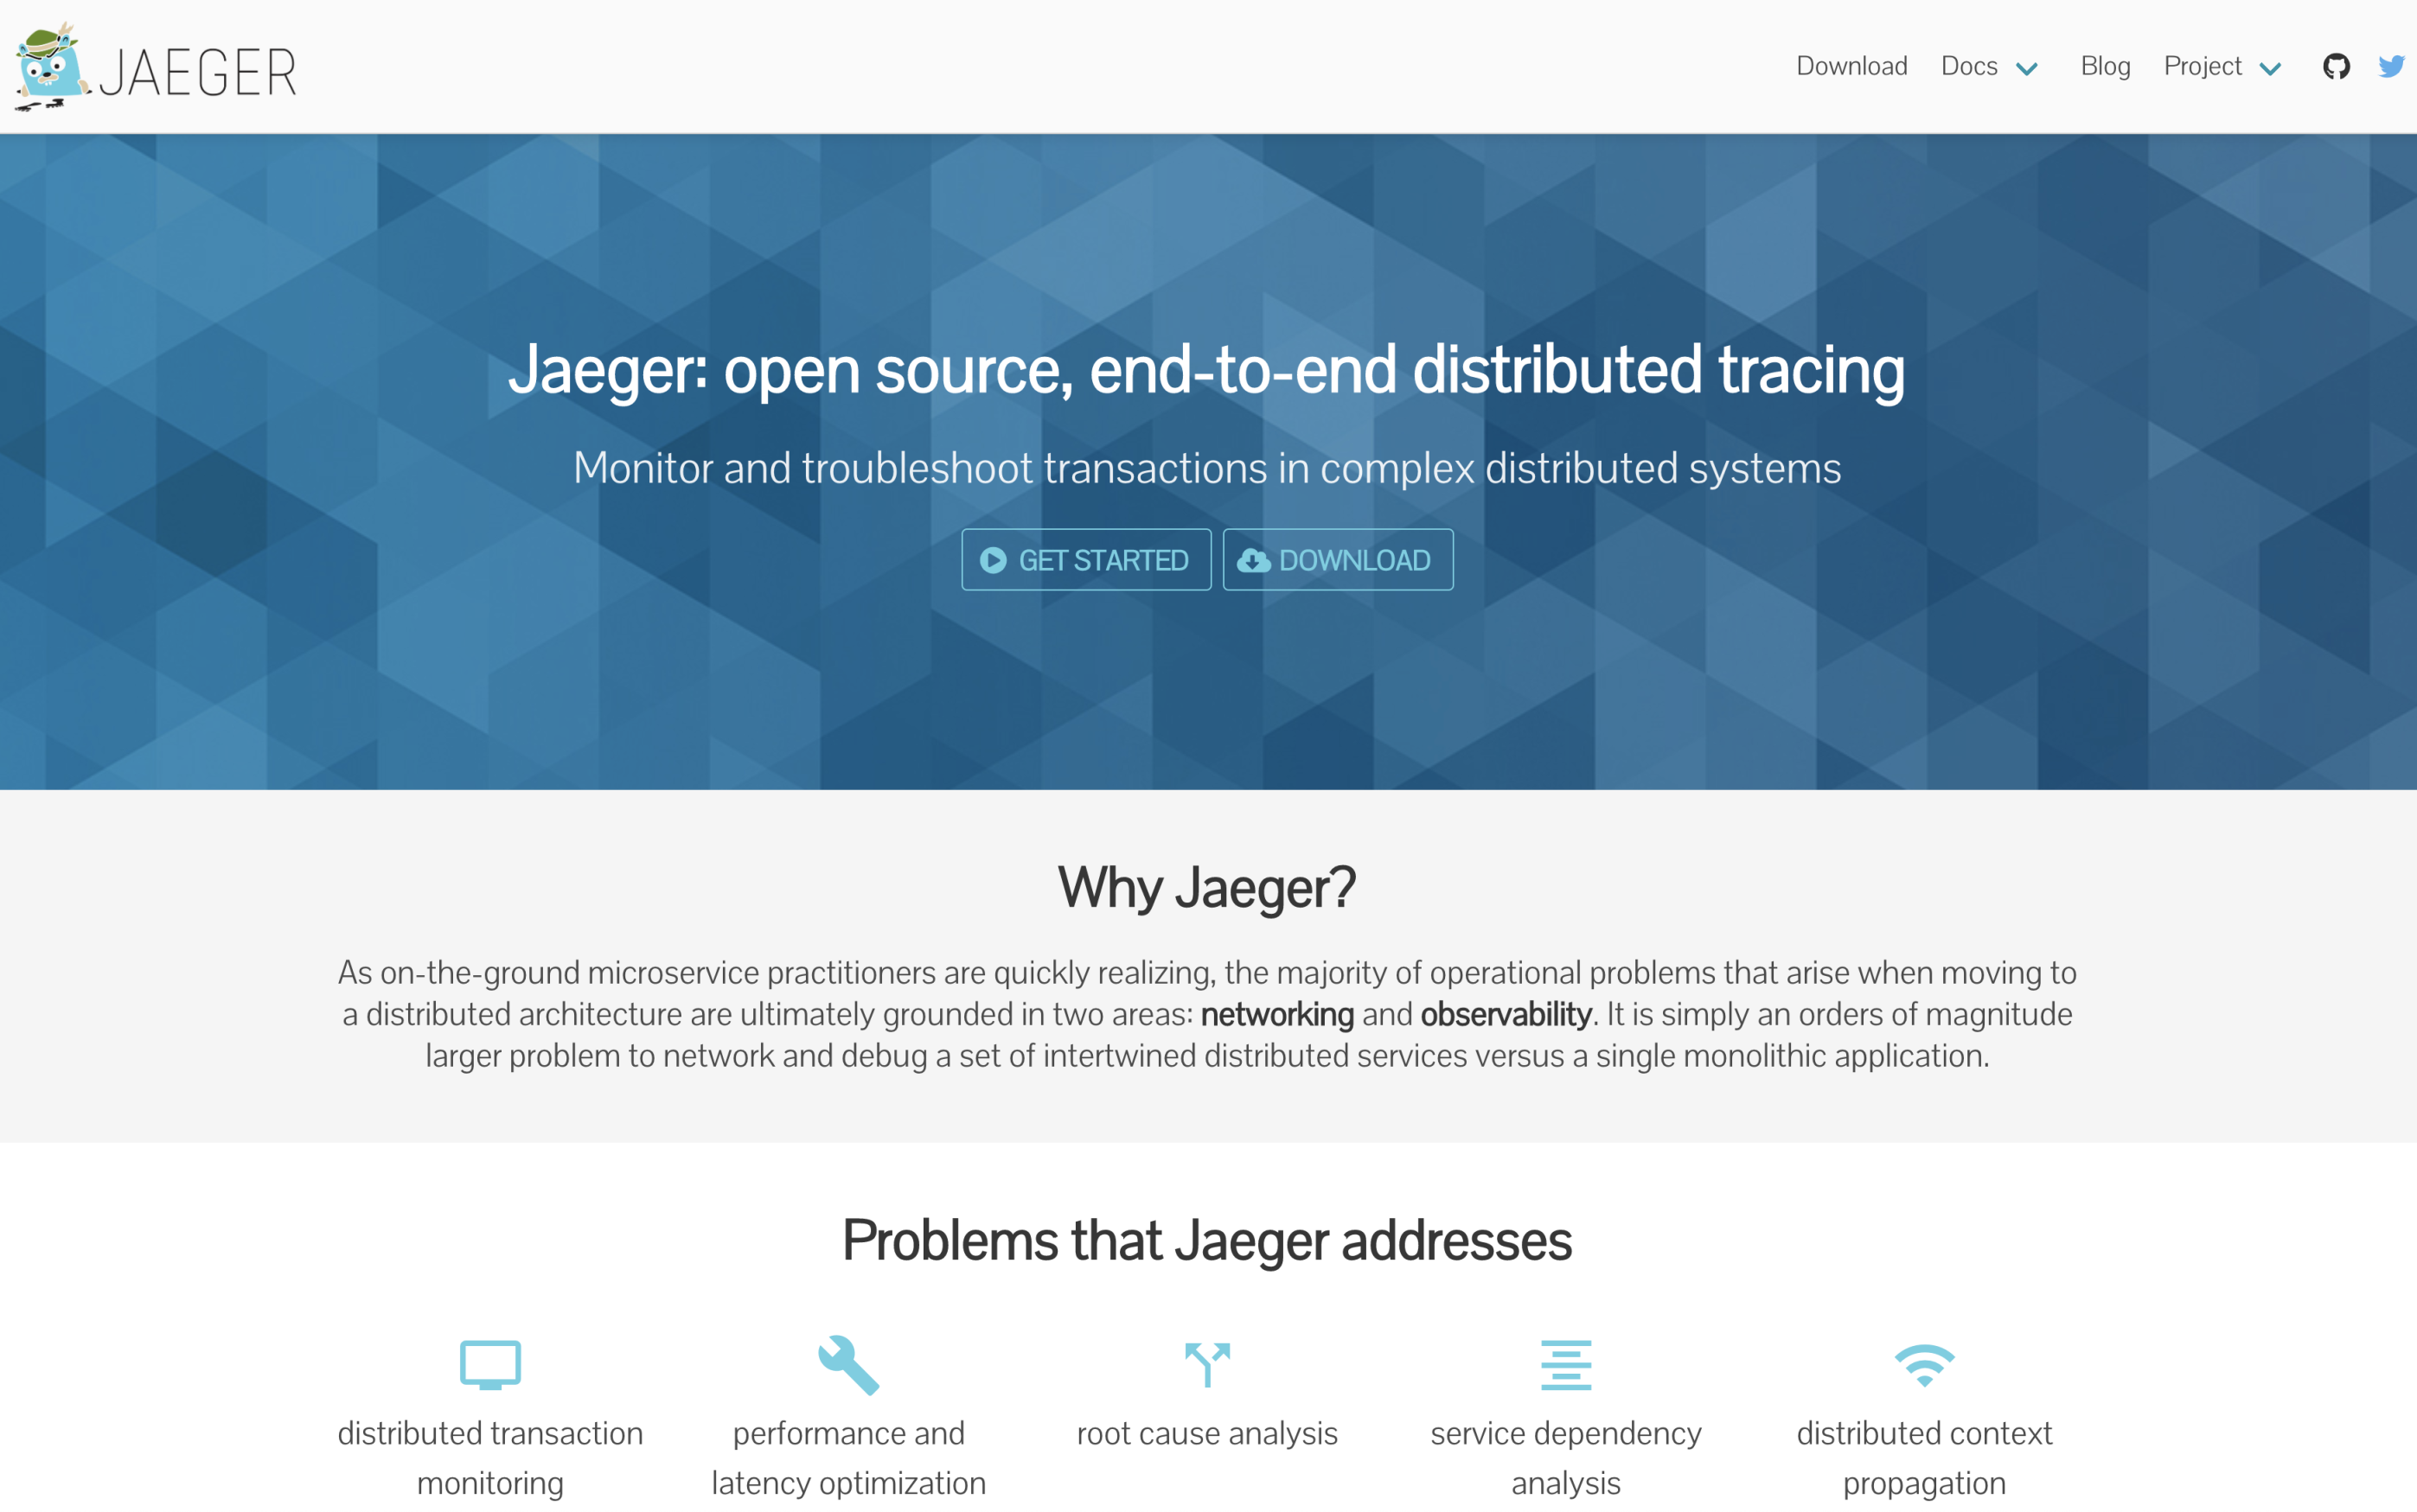 JAEGER
Download Docs Blog Project
Jaeger: open source, end-to-end distributed tracing
Monitor and troubleshoot transactions in complex distributed systems
GET STARTED DOWNLOAD
Why Jaeger?
As on-the-ground microservice practitioners are quickly realizing, the majority of operational problems that arise when moving to
a distributed architecture are ultimately grounded in two areas: networking and observability. It is simply an orders of magnitude
larger problem to network and debug a set of intertwined distributed services versus a single monolithic application.
Problems that Jaeger addresses
distributed transaction
monitoring
performance and
latency optimization
root cause analysis
service dependency
analysis
distributed context
propagation